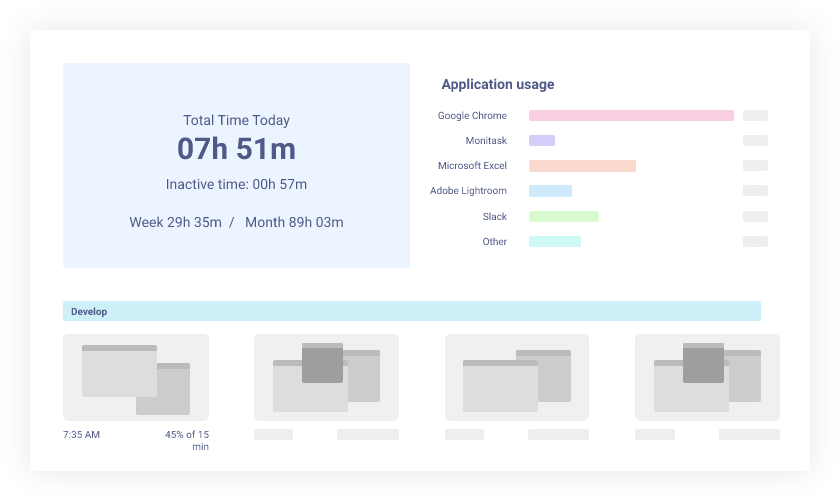 Total Time Today
07h 51m
Inactive time: 00h 57m
Week 29h 35m / Month 89h 03m
Application usage
Google Chrome
Monitask
Microsoft Excel
Adobe Lightroom
Slack
Other
Develop
7:35 AM
45% of 15
min